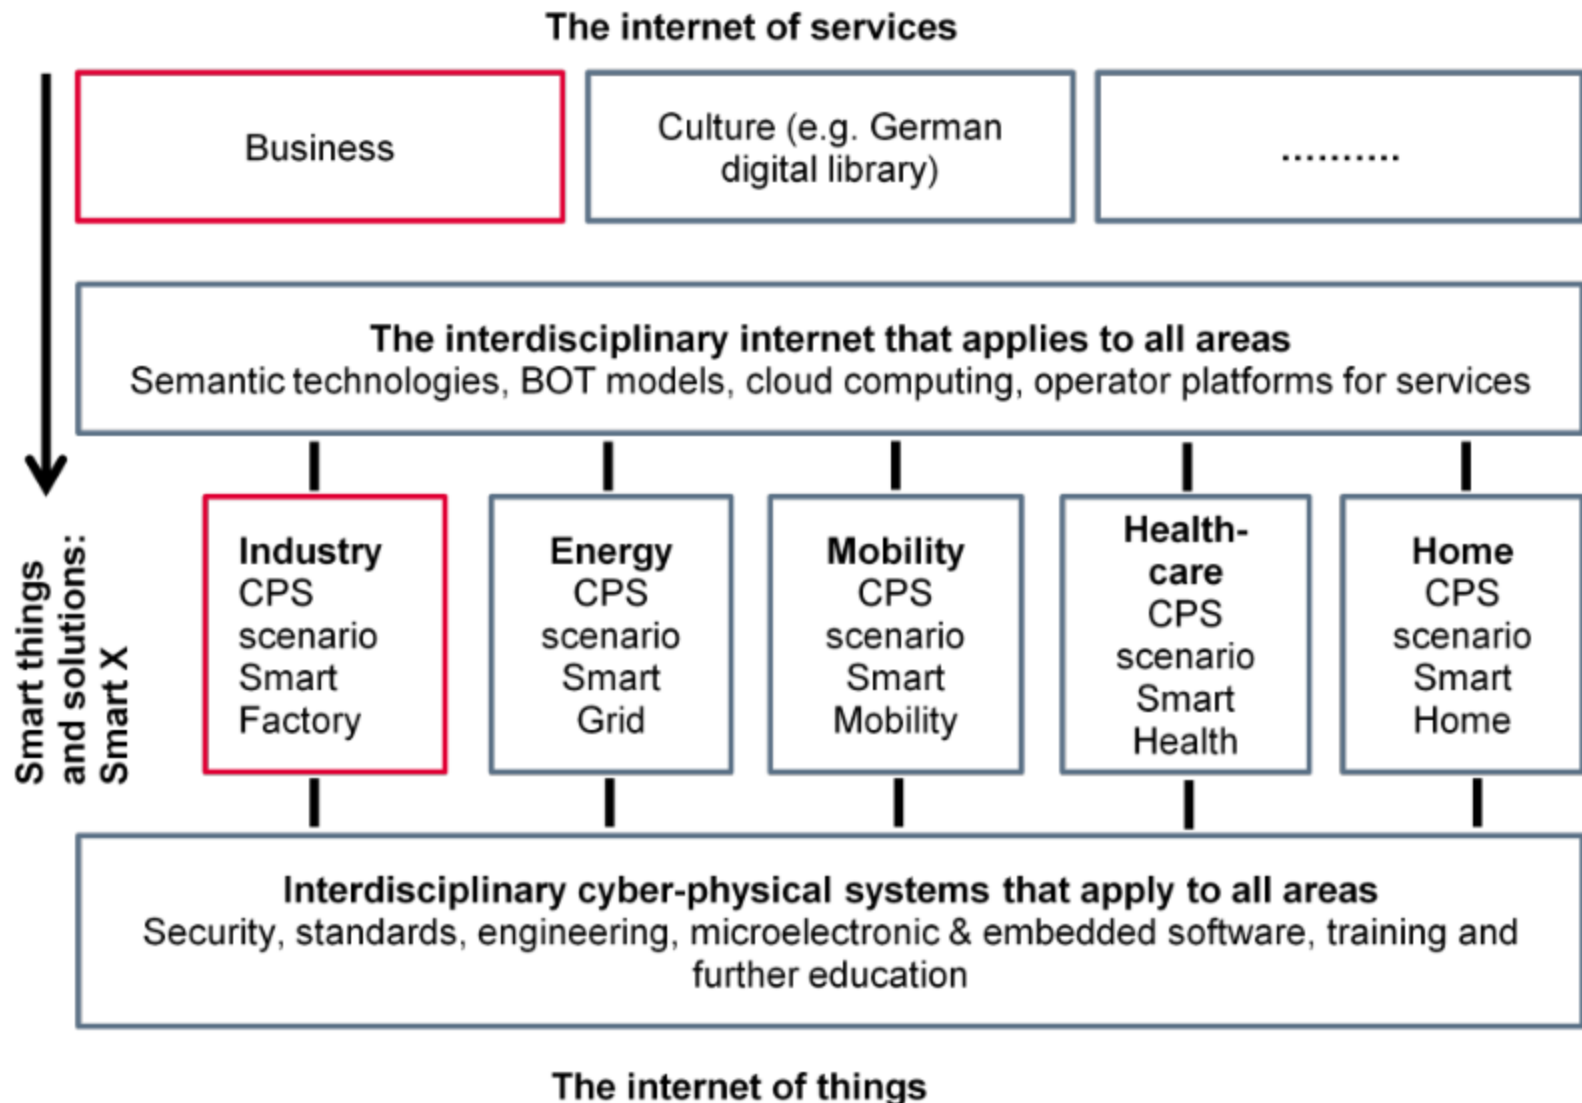 The internet of services
Business
Culture (e.g. German
digital library)
..........
The interdisciplinary internet that applies to all areas
Semantic technologies, BOT models, cloud computing, operator platforms for services
Smart things
and solutions:
Smart X
Industry
CPS
scenario
Smart
Factory
Energy
CPS
scenario
Smart
Grid
Mobility
CPS
scenario
Smart
Mobility
Health-
care
CPS
scenario
Smart
Health
Home
CPS
scenario
Smart
Home
Interdisciplinary cyber-physical systems that apply to all areas
Security, standards, engineering, microelectronic & embedded software, training and
further education
The internet of things